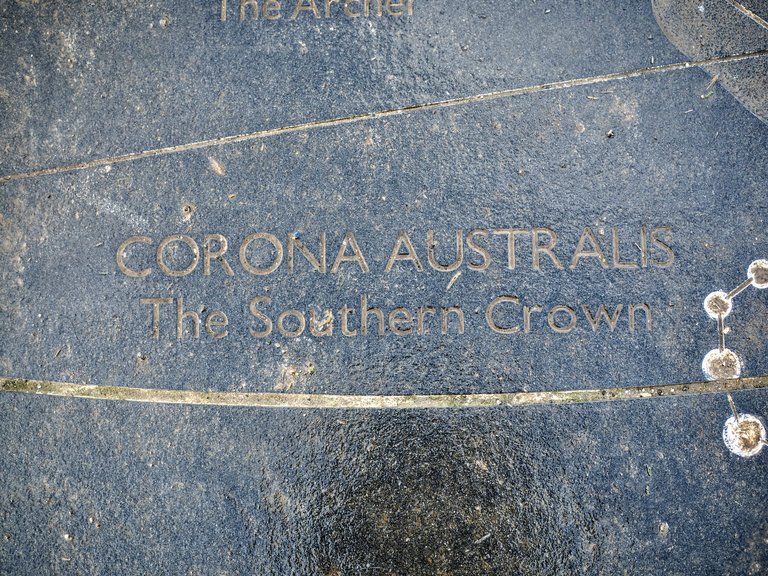 The Archer
CORONA AUSTRALIS
The Southern Crown